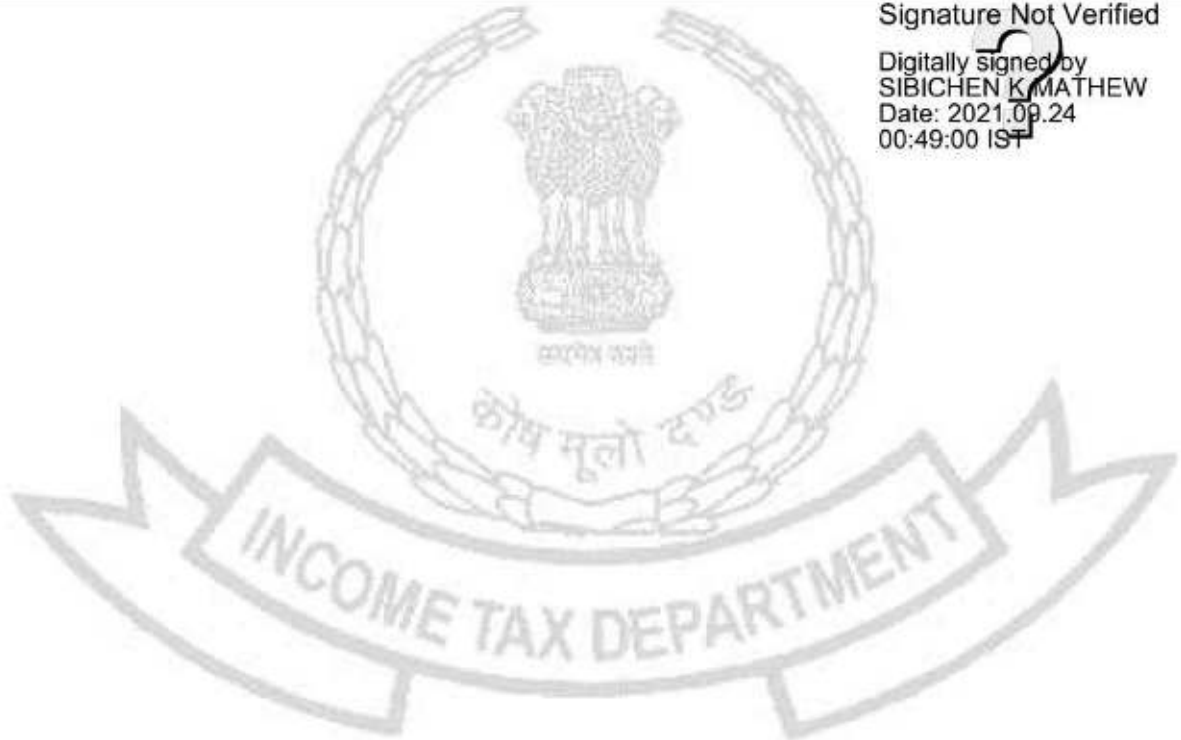 Signature Not Verified
Digitally signed by
SIBICHEN K MATHEW
Date: 2021.09.24
00:49:00 IST
?
कोष मूलो दण्ड
INCOME TAX DEPARTMENT